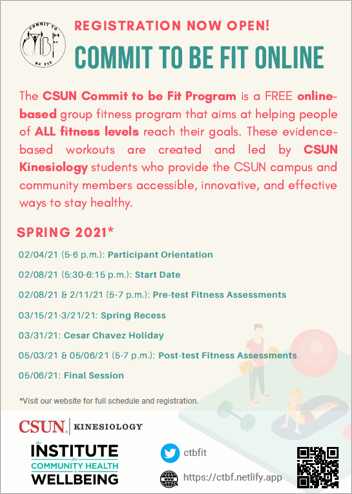 COMMIT TO
BE FIT
REGISTRATION NOW OPEN!
COMMIT TO BE FIT ONLINE
The CSUN Commit to be Fit Program is a FREE online-
based group fitness program that aims at helping people
of ALL fitness levels reach their goals. These evidence-
based workouts are created and led by CSUN
Kinesiology students who provide the CSUN campus and
community members accessible, innovative, and effective
ways to stay healthy.
SPRING 2021*
02/04/21 (5-6 p.m.): Participant Orientation
02/08/21 (5:30-6:15 p.m.): Start Date
02/08/21 & 2/11/21 (5-7 p.m.): Pre-test Fitness Assessments
03/15/21-3/21/21: Spring Recess
03/31/21: Cesar Chavez Holiday
05/03/21 & 05/06/21 (5-7 p.m.): Post-test Fitness Assessments
05/06/21: Final Session
*Visit our website for full schedule and registration.
CSUN | KINESIOLOGY
the
INSTITUTE
for
COMMUNITY HEALTH
&
WELLBEING
ctbfit
https://ctbf.netlify.app